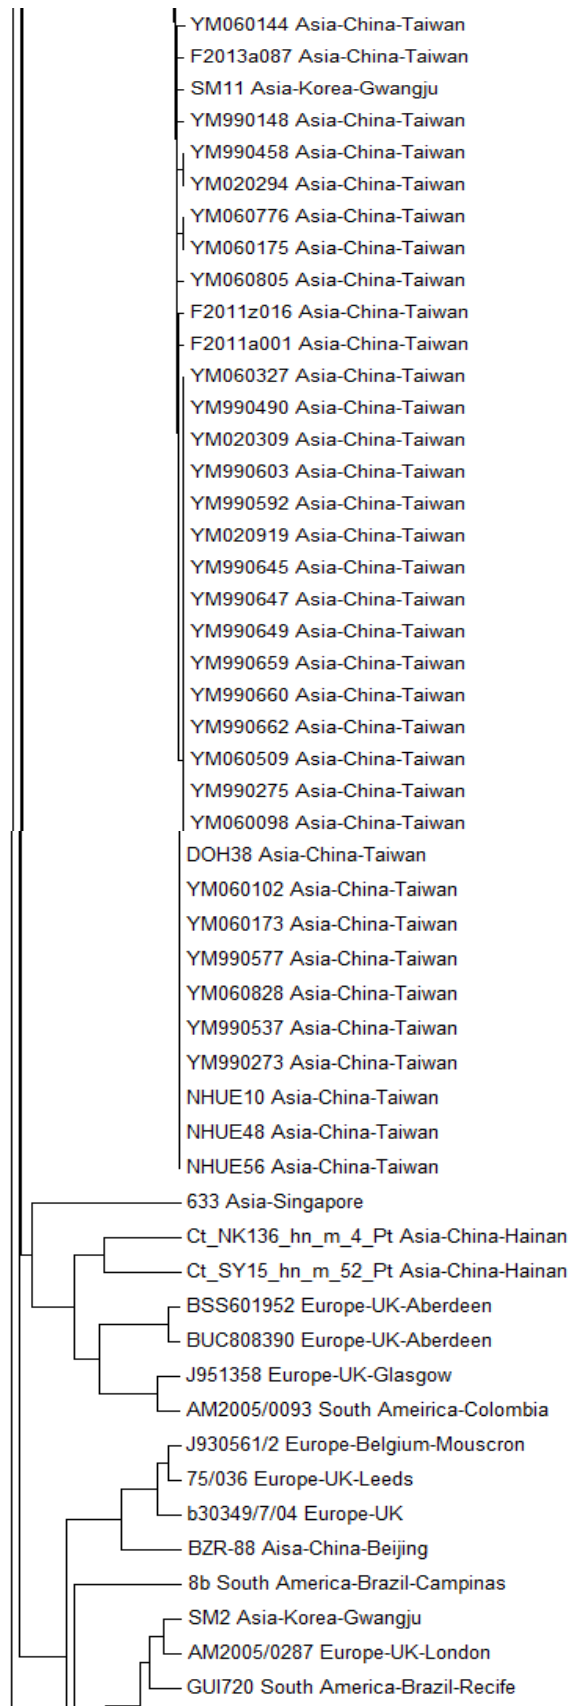 YM060144 Asia-China-Taiwan
F2013a087 Asia-China-Taiwan
SM11 Asia-Korea-Gwangju
YM990148 Asia-China-Taiwan
YM990458 Asia-China-Taiwan
YM020294 Asia-China-Taiwan
YM060776 Asia-China-Taiwan
YM060175 Asia-China-Taiwan
YM060805 Asia-China-Taiwan
F2011z016 Asia-China-Taiwan
F2011a001 Asia-China-Taiwan
YM060327 Asia-China-Taiwan
YM990490 Asia-China-Taiwan
YM020309 Asia-China-Taiwan
YM990603 Asia-China-Taiwan
YM990592 Asia-China-Taiwan
YM020919 Asia-China-Taiwan
YM990645 Asia-China-Taiwan
YM990647 Asia-China-Taiwan
YM990649 Asia-China-Taiwan
YM990659 Asia-China-Taiwan
YM990660 Asia-China-Taiwan
YM990662 Asia-China-Taiwan
YM060509 Asia-China-Taiwan
YM990275 Asia-China-Taiwan
YM060098 Asia-China-Taiwan
DOH38 Asia-China-Taiwan
YM060102 Asia-China-Taiwan
YM060173 Asia-China-Taiwan
YM990577 Asia-China-Taiwan
YM060828 Asia-China-Taiwan
YM990537 Asia-China-Taiwan
YM990273 Asia-China-Taiwan
NHUE10 Asia-China-Taiwan
NHUE48 Asia-China-Taiwan
NHUE56 Asia-China-Taiwan
633 Asia-Singapore
Ct_NK136_hn_m_4_Pt Asia-China-Hainan
Ct_SY15_hn_m_52_Pt Asia-China-Hainan
BSS601952 Europe-UK-Aberdeen
BUC808390 Europe-UK-Aberdeen
J951358 Europe-UK-Glasgow
AM2005/0093 South Ameirica-Colombia
J930561/2 Europe-Belgium-Mouscron
75/036 Europe-UK-Leeds
b30349/7/04 Europe-UK
BZR-88 Aisa-China-Beijing
8b South America-Brazil-Campinas
SM2 Asia-Korea-Gwangju
AM2005/0287 Europe-UK-London
GUI720 South America-Brazil-Recife